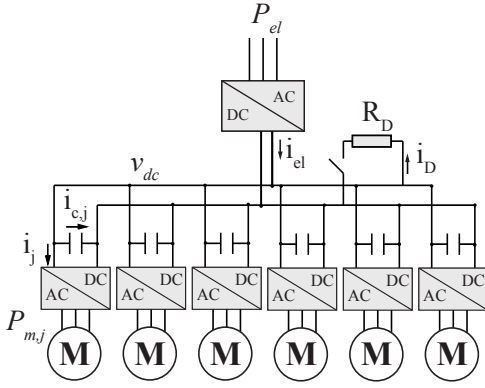 P_el
AC
DC
R_D
i_el
i_D
v_dc
i_c,j
i_j
DC DC DC DC DC DC
AC AC AC AC AC AC
P_m,j
M M M M M M